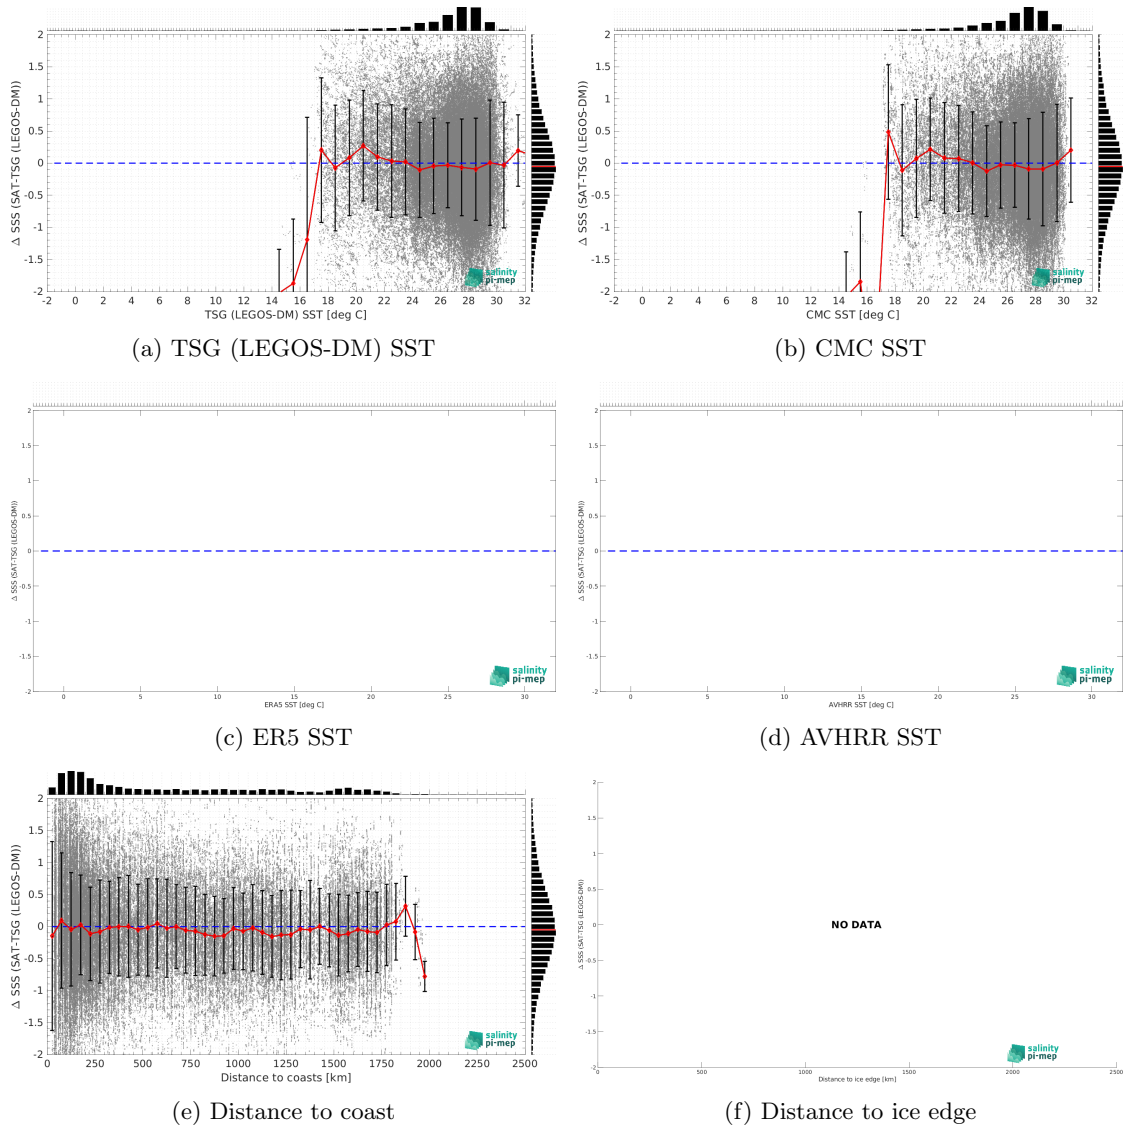 2
1.5
1
0.5
0
-0.5
-1
-1.5
-2
Δ SSS (SAT-TSG (LEGOS-DM))
-2 0 2 4 6 8 10 12 14 16 18 20 22 24 26 28 30 32
TSG (LEGOS-DM) SST [deg C]
salinity
pi-mep
(a) TSG (LEGOS-DM) SST
2
1.5
1
0.5
0
-0.5
-1
-1.5
-2
Δ SSS (SAT-TSG (LEGOS-DM))
-2 0 2 4 6 8 10 12 14 16 18 20 22 24 26 28 30 32
CMC SST [deg C]
salinity
pi-mep
(b) CMC SST
2
1.5
1
0.5
0
-0.5
-1
-1.5
-2
Δ SSS (SAT-TSG (LEGOS-DM))
0 5 10 15 20 25 30
ERA5 SST [deg C]
salinity
pi-mep
(c) ER5 SST
2
1.5
1
0.5
0
-0.5
-1
-1.5
-2
Δ SSS (SAT-TSG (LEGOS-DM))
0 5 10 15 20 25 30
AVHRR SST [deg C]
salinity
pi-mep
(d) AVHRR SST
2
1.5
1
0.5
0
-0.5
-1
-1.5
-2
Δ SSS (SAT-TSG (LEGOS-DM))
0 250 500 750 1000 1250 1500 1750 2000 2250 2500
Distance to coasts [km]
salinity
pi-mep
(e) Distance to coast
2
1.5
1
0.5
0
-0.5
-1
-1.5
-2
Δ SSS (SAT-TSG (LEGOS-DM))
NO DATA
0 500 1000 1500 2000 2500
Distance to ice edge [km]
salinity
pi-mep
(f) Distance to ice edge